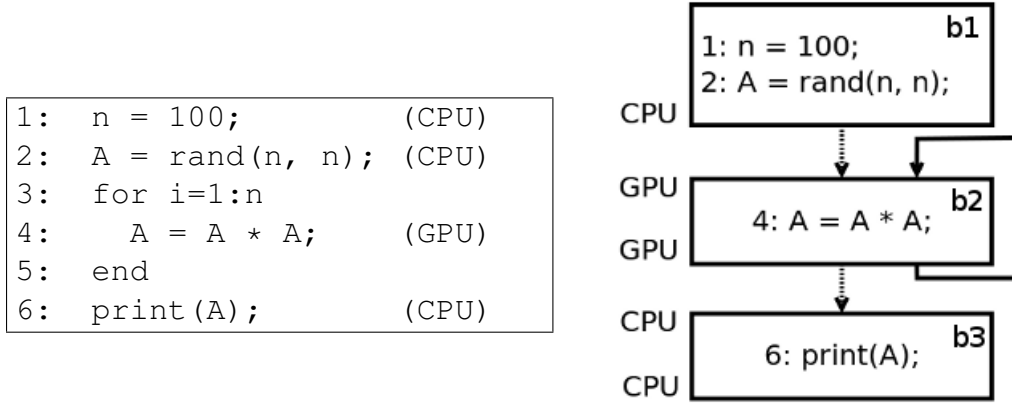 1:  n = 100;         (CPU)
2:  A = rand(n, n);  (CPU)
3:  for i=1:n
4:    A = A * A;     (GPU)
5:  end
6:  print(A);        (CPU)
b1
1: n = 100;
2: A = rand(n, n);
CPU
GPU
b2
4: A = A * A;
GPU
CPU
b3
6: print(A);
CPU